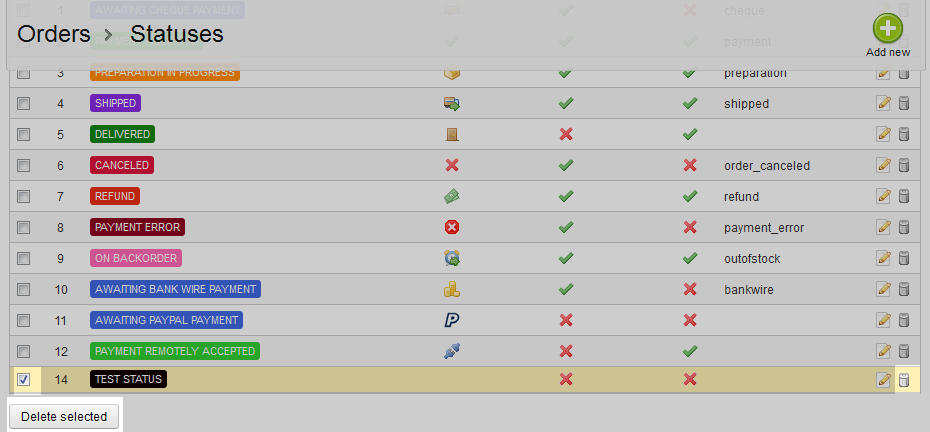 1 AWAITING CHEQUE PAYMENT cheque
Orders > Statuses
payment
Add new
3 PREPARATION IN PROGRESS preparation
4 SHIPPED shipped
5 DELIVERED
6 CANCELED order_canceled
7 REFUND refund
8 PAYMENT ERROR payment_error
9 ON BACKORDER outofstock
10 AWAITING BANK WIRE PAYMENT bankwire
11 AWAITING PAYPAL PAYMENT
12 PAYMENT REMOTELY ACCEPTED
14 TEST STATUS
Delete selected